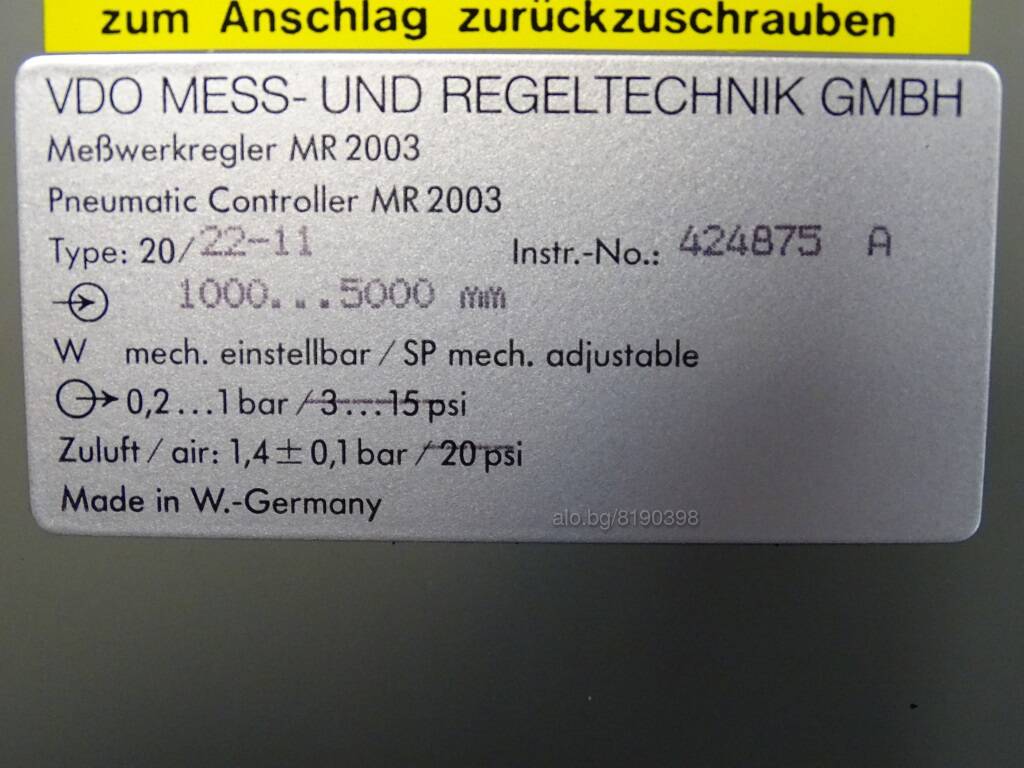 zum Anschlag zurückzuschrauben
VDO MESS- UND REGELTECHNIK GMBH
Meßwerkregler MR 2003
Pneumatic Controller MR 2003
Type: 20/22-11 Instr.-No.: 424875 A
1000...5000 mm
W mech. einstellbar / SP mech. adjustable
0,2...1 bar / 3...15 psi
Zuluft / air: 1,4 ± 0,1 bar / 20 psi
Made in W.-Germany
alo.bg/8190398